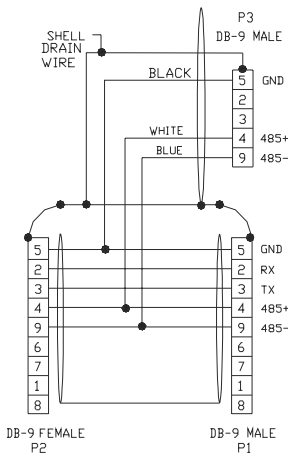 P3
DB-9 MALE
SHELL
DRAIN
WIRE
BLACK
5 GND
2
3
WHITE
4 485+
BLUE
9 485-
5 5 GND
2 2 RX
3 3 TX
4 4 485+
9 9 485-
6 6
7 7
1 1
8 8
DB-9 FEMALE DB-9 MALE
P2 P1